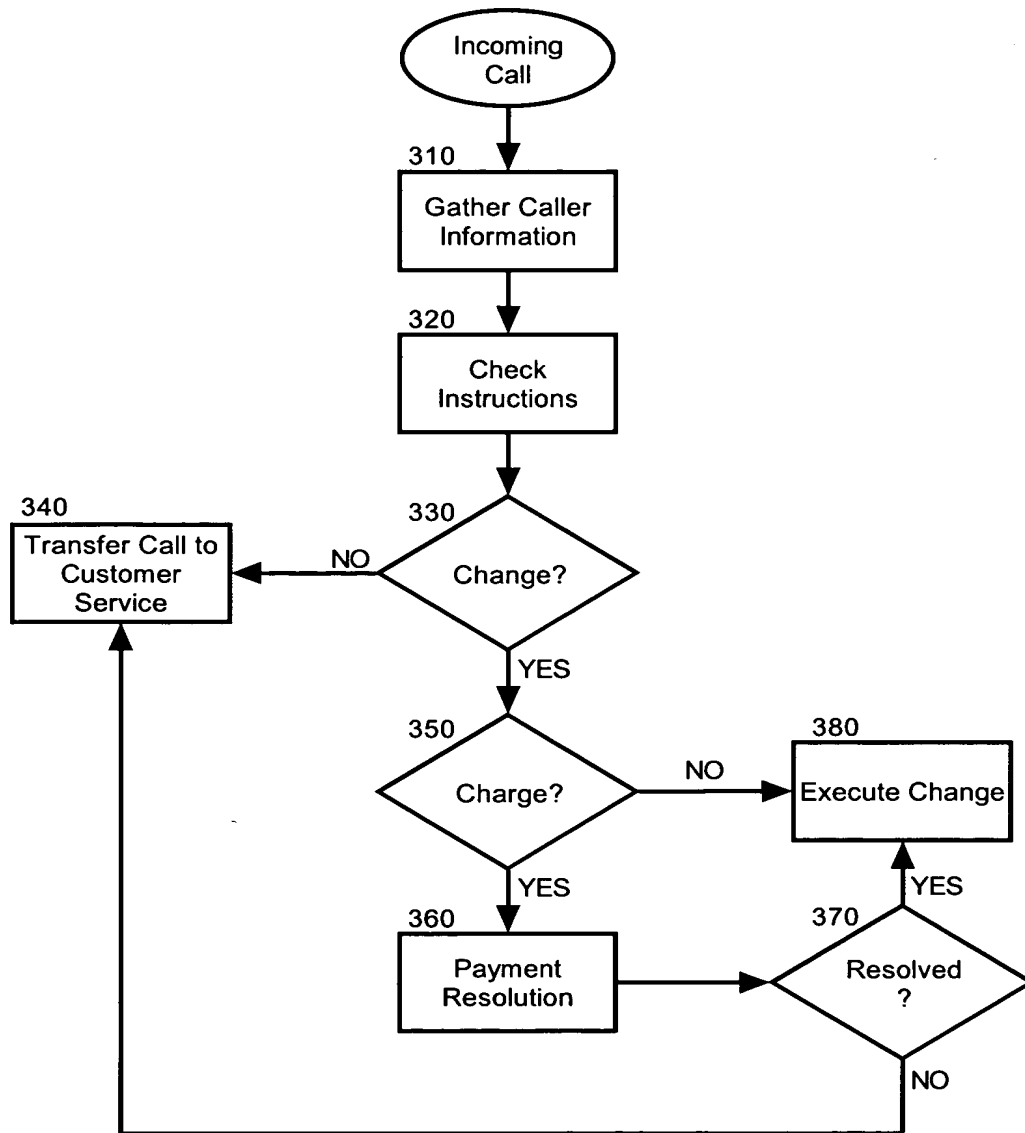 Incoming
Call
310
Gather Caller
Information
320
Check
Instructions
330
Change?
NO
340
Transfer Call to
Customer
Service
YES
350
Charge?
NO
380
Execute Change
YES
360
Payment
Resolution
370
Resolved
?
YES
NO